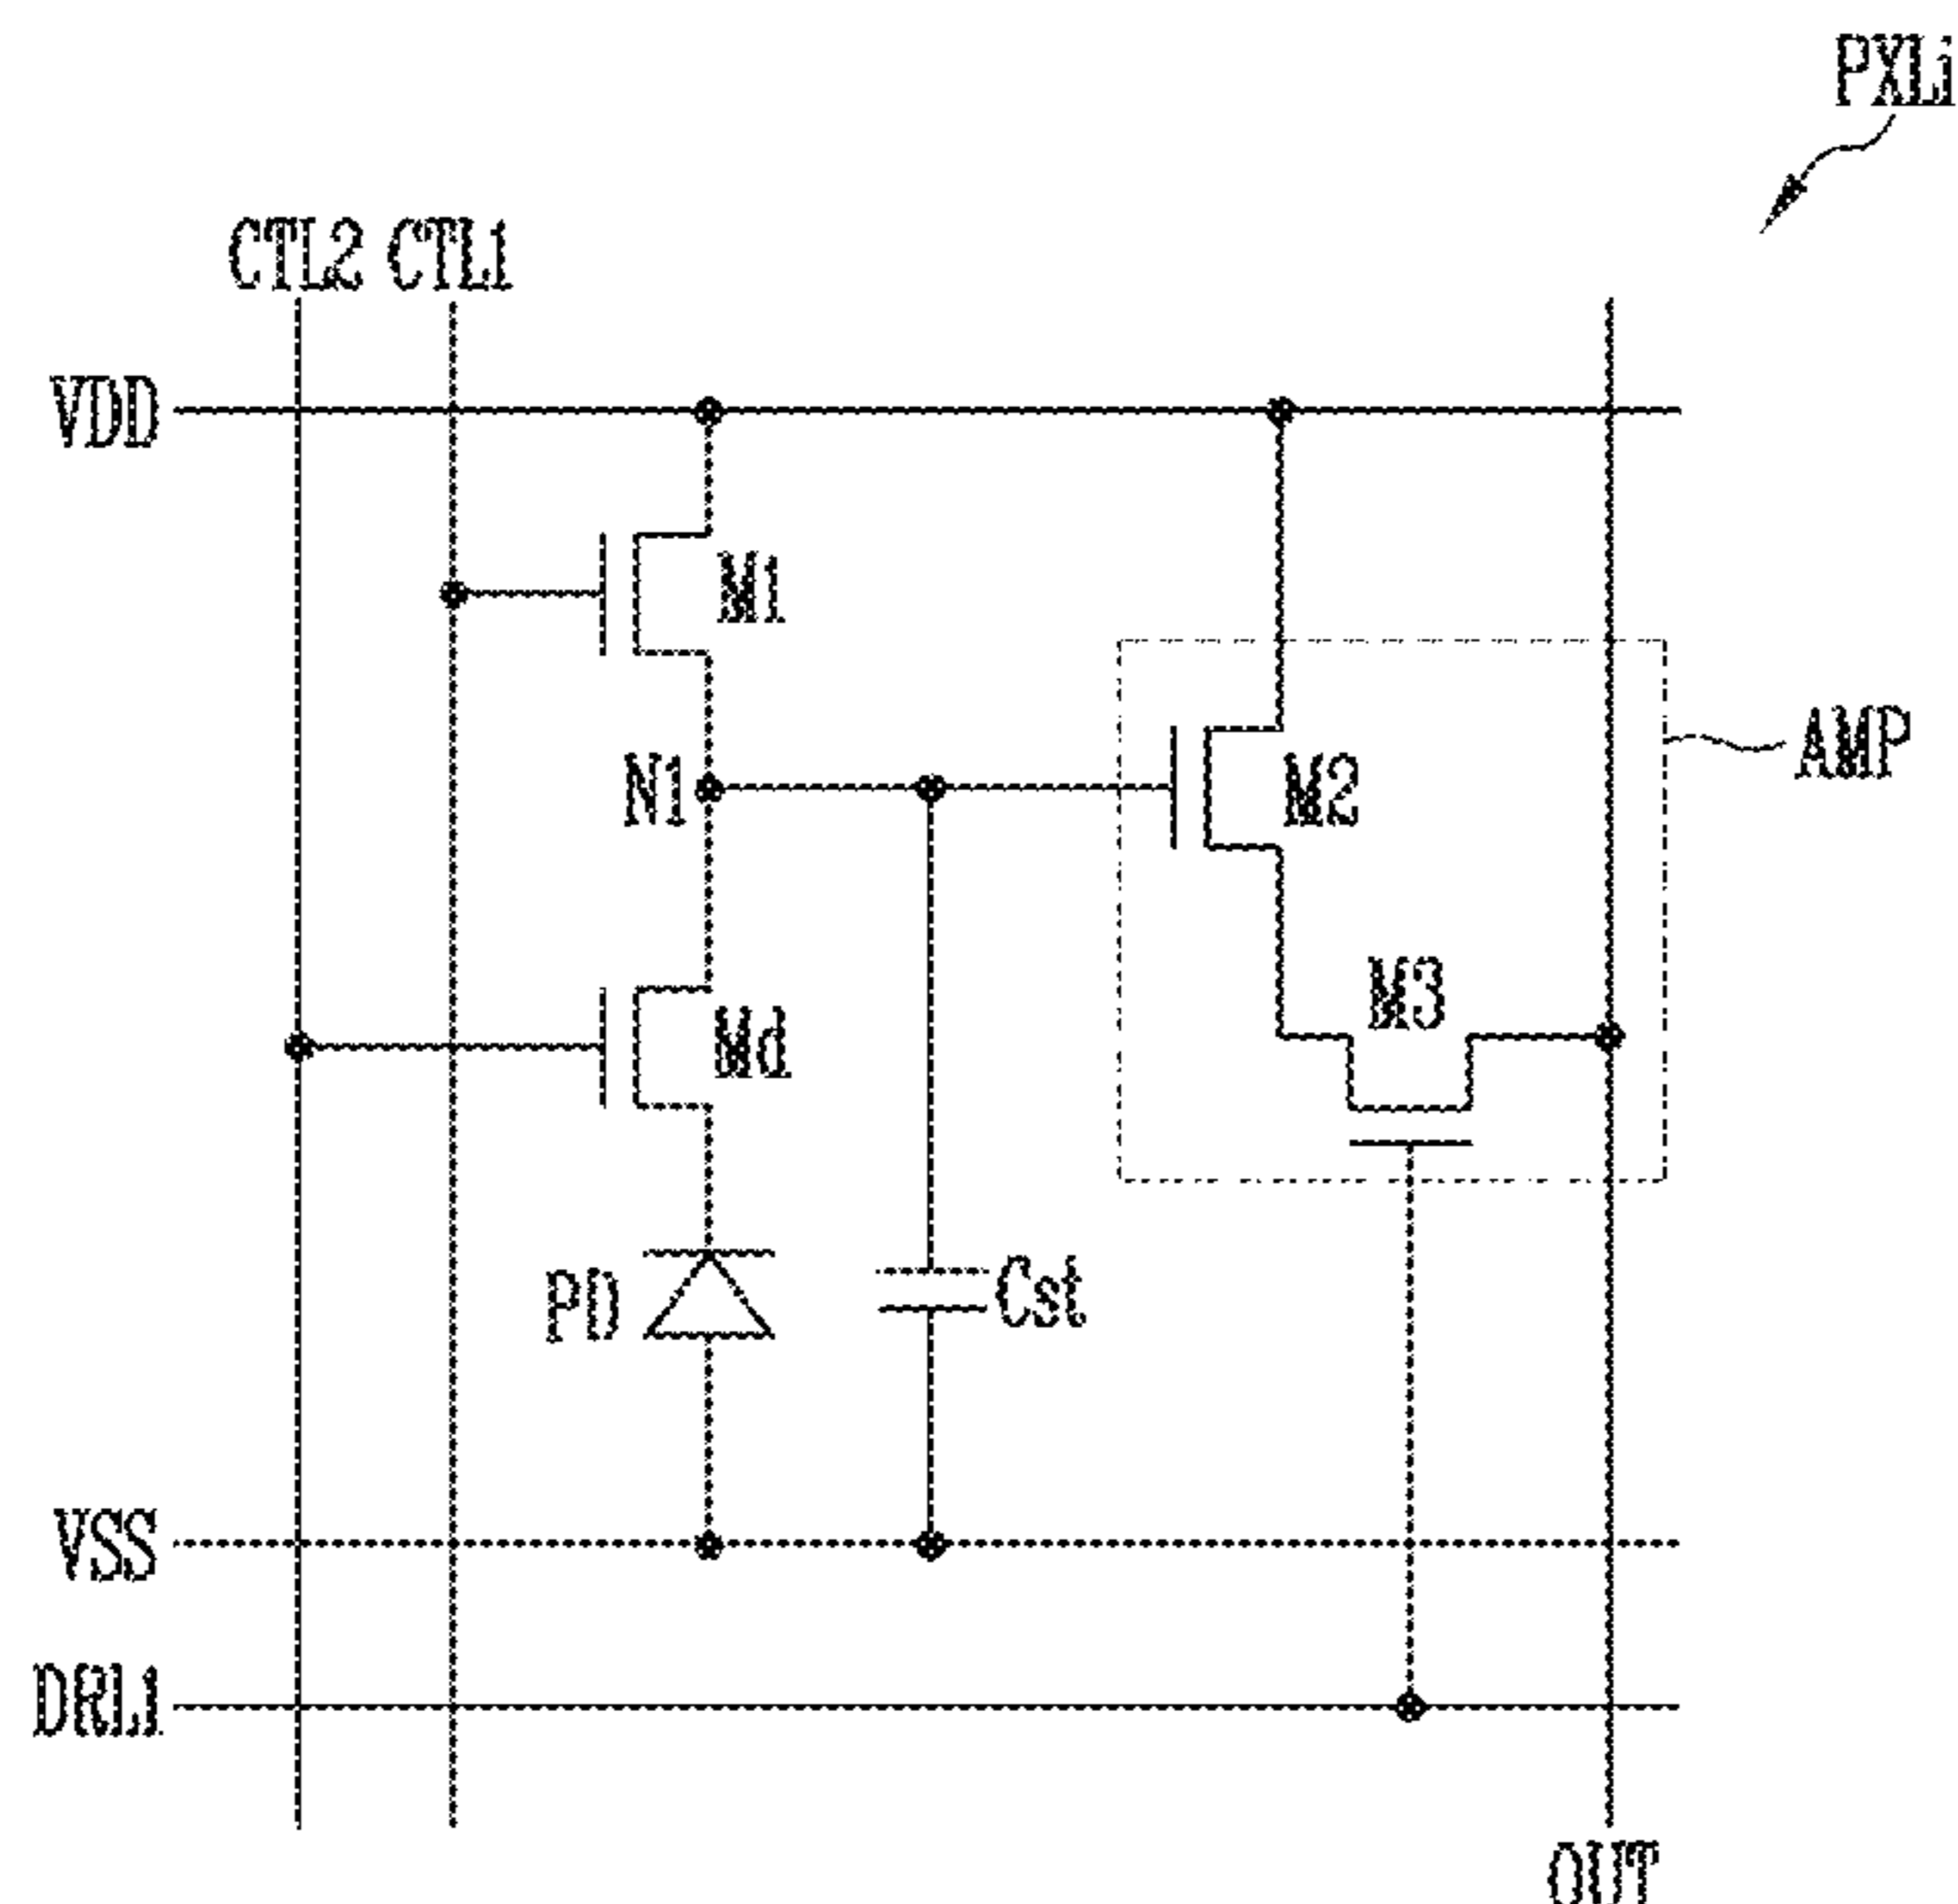 PXLi
CTL2 CTL1
VDD
M1
AMP
N1
M2
M3
Md
PD
Cst
VSS
DRL1
OUT